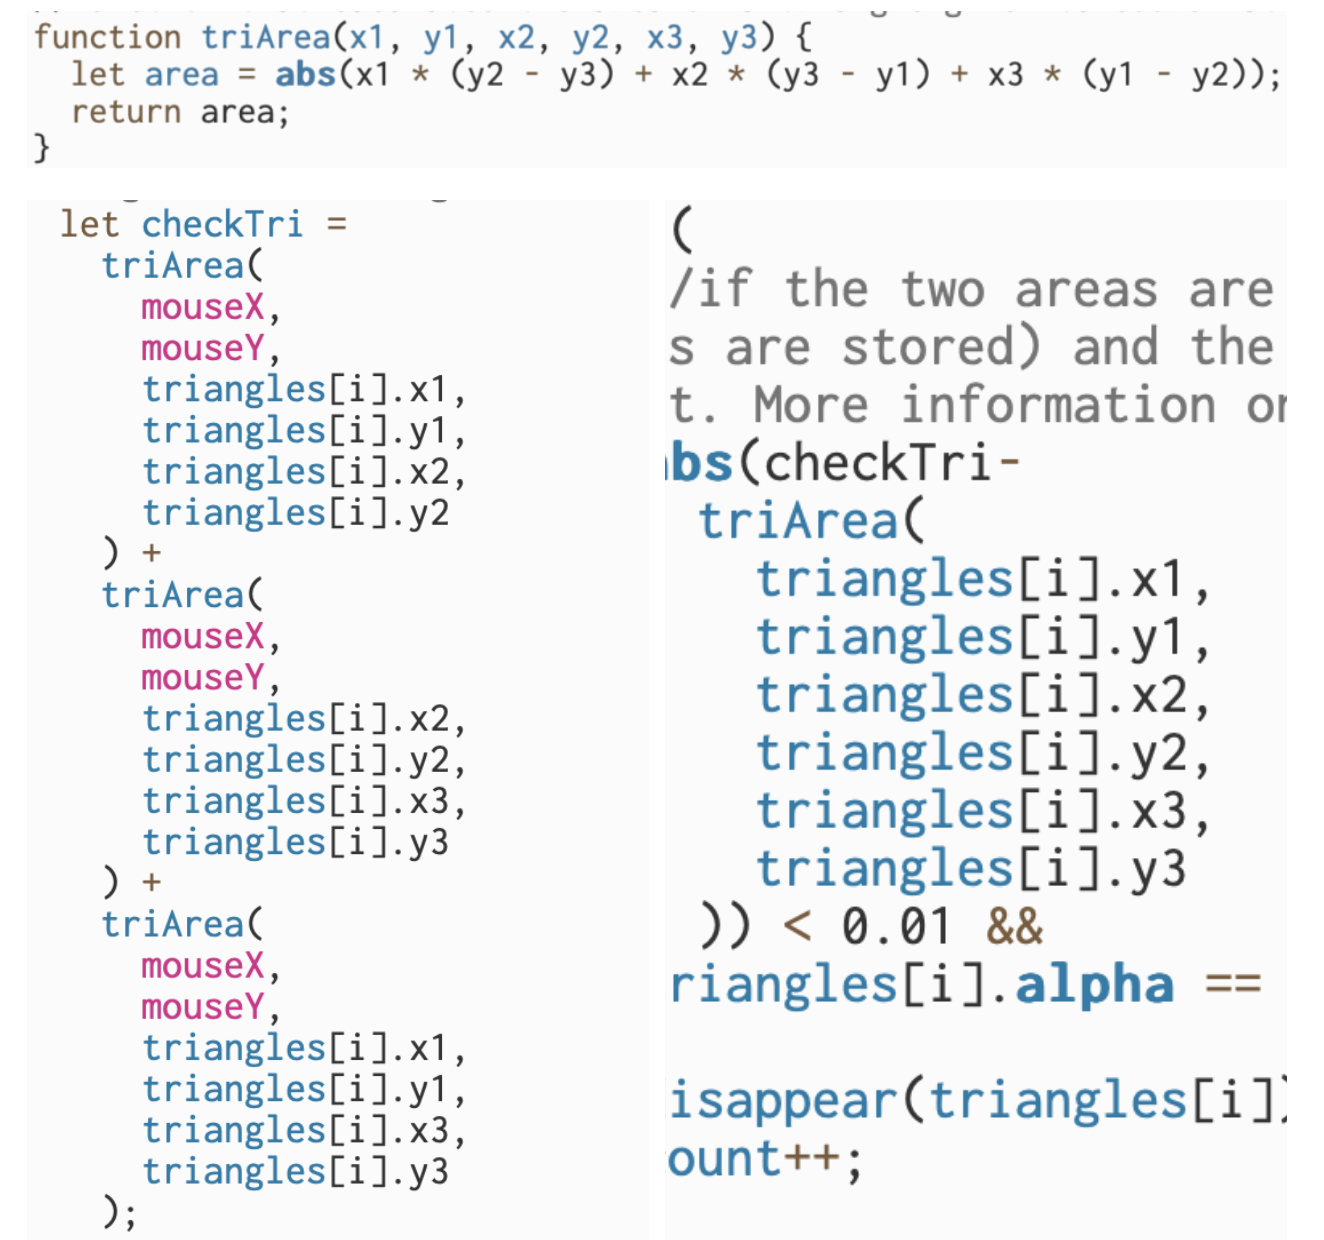 function triArea(x1, y1, x2, y2, x3, y3) {
  let area = abs(x1 * (y2 - y3) + x2 * (y3 - y1) + x3 * (y1 - y2));
  return area;
}
let checkTri =
  triArea(
    mouseX,
    mouseY,
    triangles[i].x1,
    triangles[i].y1,
    triangles[i].x2,
    triangles[i].y2
  ) +
  triArea(
    mouseX,
    mouseY,
    triangles[i].x2,
    triangles[i].y2,
    triangles[i].x3,
    triangles[i].y3
  ) +
  triArea(
    mouseX,
    mouseY,
    triangles[i].x1,
    triangles[i].y1,
    triangles[i].x3,
    triangles[i].y3
  );
(
/if the two areas are
s are stored) and the
t. More information or
bs(checkTri-
  triArea(
    triangles[i].x1,
    triangles[i].y1,
    triangles[i].x2,
    triangles[i].y2,
    triangles[i].x3,
    triangles[i].y3
  )) < 0.01 &&
riangles[i].alpha ==
isappear(triangles[i])
ount++;